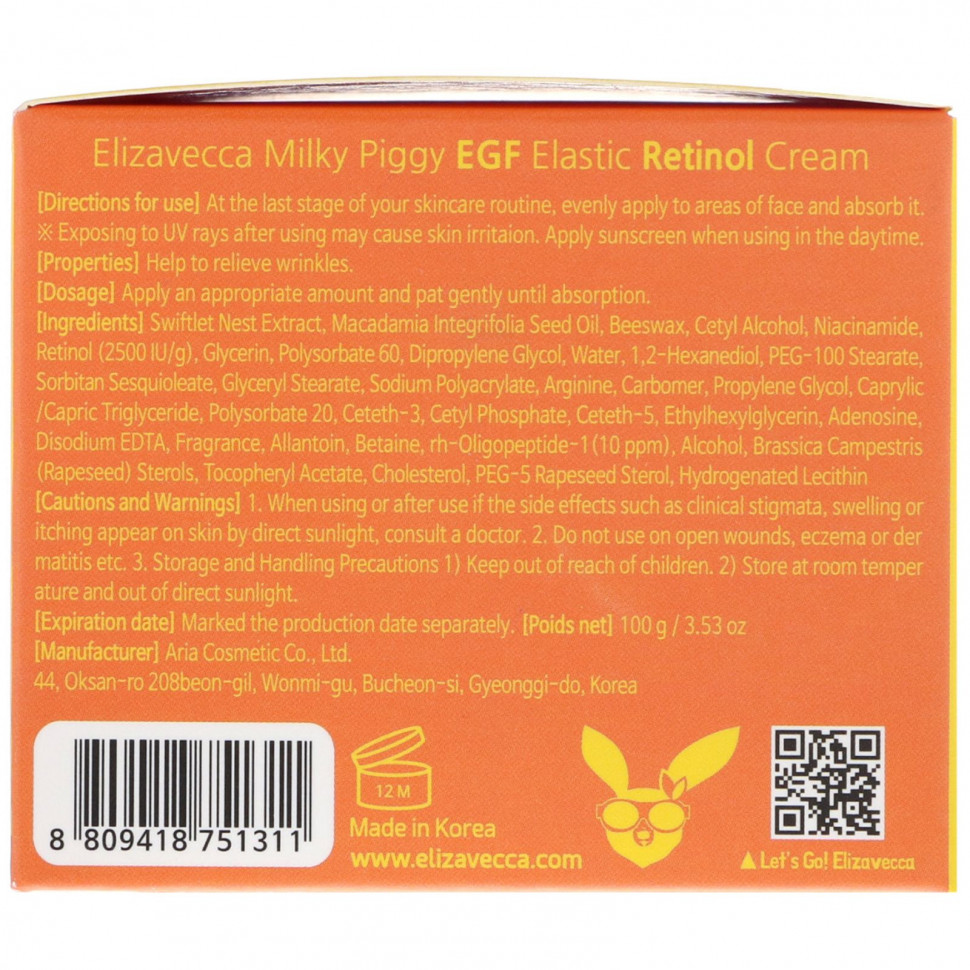 Elizavecca Milky Piggy EGF Elastic Retinol Cream
[Directions for use] At the last stage of your skincare routine, evenly apply to areas of face and absorb it.
※ Exposing to UV rays after using may cause skin irritaion. Apply sunscreen when using in the daytime.
[Properties] Help to relieve wrinkles.
[Dosage] Apply an appropriate amount and pat gently until absorption.
[Ingredients] Swiftlet Nest Extract, Macadamia Integrifolia Seed Oil, Beeswax, Cetyl Alcohol, Niacinamide,
Retinol (2500 IU/g), Glycerin, Polysorbate 60, Dipropylene Glycol, Water, 1,2-Hexanediol, PEG-100 Stearate,
Sorbitan Sesquioleate, Glyceryl Stearate, Sodium Polyacrylate, Arginine, Carbomer, Propylene Glycol, Caprylic
/Capric Triglyceride, Polysorbate 20, Ceteth-3, Cetyl Phosphate, Ceteth-5, Ethylhexylglycerin, Adenosine,
Disodium EDTA, Fragrance, Allantoin, Betaine, rh-Oligopeptide-1(10 ppm), Alcohol, Brassica Campestris
(Rapeseed) Sterols, Tocopheryl Acetate, Cholesterol, PEG-5 Rapeseed Sterol, Hydrogenated Lecithin
[Cautions and Warnings] 1. When using or after use if the side effects such as clinical stigmata, swelling or
itching appear on skin by direct sunlight, consult a doctor. 2. Do not use on open wounds, eczema or der
matitis etc. 3. Storage and Handling Precautions 1) Keep out of reach of children. 2) Store at room temper
ature and out of direct sunlight.
[Expiration date] Marked the production date separately. [Poids net] 100 g / 3.53 oz
[Manufacturer] Aria Cosmetic Co., Ltd.
44, Oksan-ro 208beon-gil, Wonmi-gu, Bucheon-si, Gyeonggi-do, Korea
12 M
8 809418 751311
Made in Korea
www.elizavecca.com
▲ Let's Go! Elizavecca